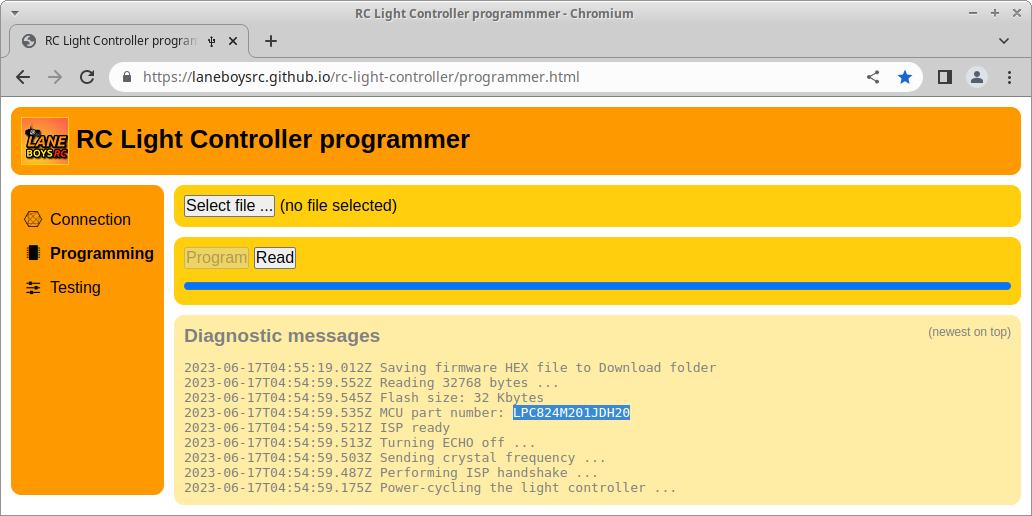 RC Light Controller programmmer - Chromium
RC Light Controller program
https://laneboysrc.github.io/rc-light-controller/programmer.html
LANE
BOYSRC
RC Light Controller programmer
Connection
Programming
Testing
Select file ... (no file selected)
Program Read
Diagnostic messages (newest on top)
2023-06-17T04:55:19.012Z Saving firmware HEX file to Download folder
2023-06-17T04:54:59.552Z Reading 32768 bytes ...
2023-06-17T04:54:59.545Z Flash size: 32 Kbytes
2023-06-17T04:54:59.535Z MCU part number: LPC824M201JDH20
2023-06-17T04:54:59.521Z ISP ready
2023-06-17T04:54:59.513Z Turning ECHO off ...
2023-06-17T04:54:59.503Z Sending crystal frequency ...
2023-06-17T04:54:59.487Z Performing ISP handshake ...
2023-06-17T04:54:59.175Z Power-cycling the light controller ...